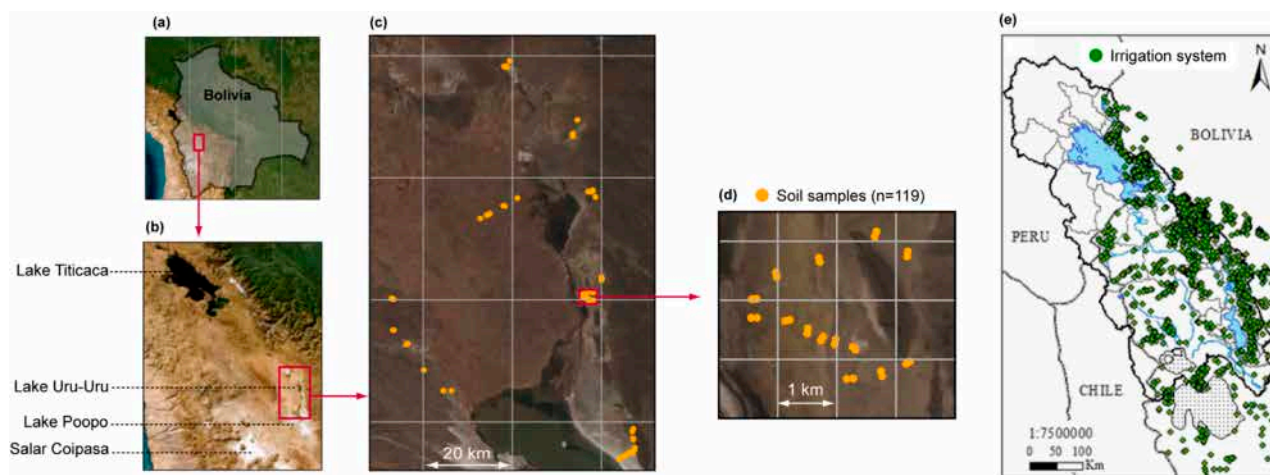 (a)
Bolivia
(b)
Lake Titicaca
Lake Uru-Uru
Lake Poopo
Salar Coipasa
(c)
20 km
(d) Soil samples (n=119)
1 km
(e)
Irrigation system
N
BOLIVIA
PERU
CHILE
1:7500000
0 50 100
Km